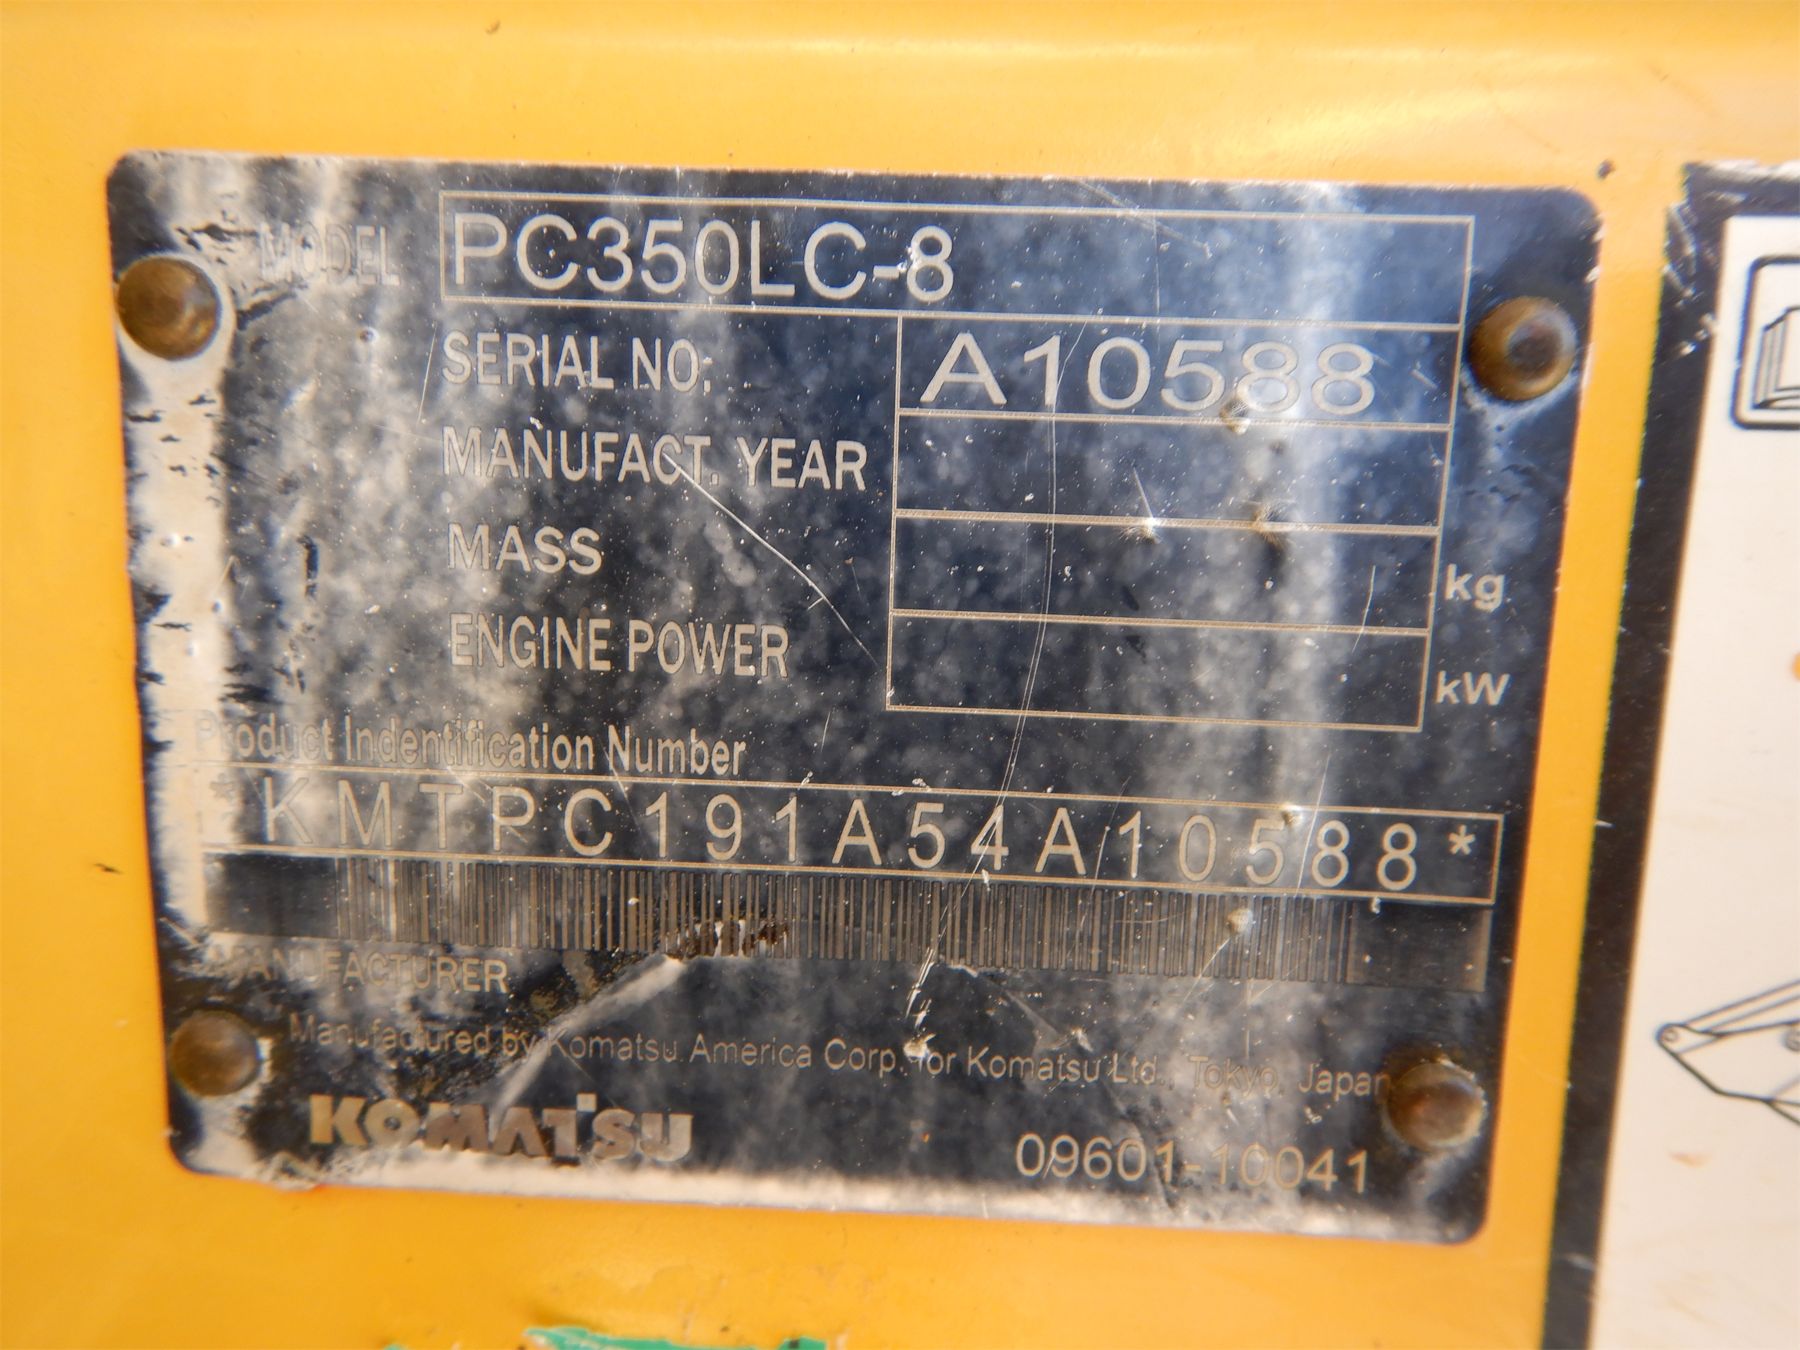 MODEL PC350LC-8
SERIAL NO: A10588
MANUFACT. YEAR
MASS kg
ENGINE POWER kW
Product Indentification Number
*KMTPC191A54A10588*
MANUFACTURER
Manufactured by Komatsu America Corp. for Komatsu Ltd., Tokyo, Japan
KOMATSU
09601-10041